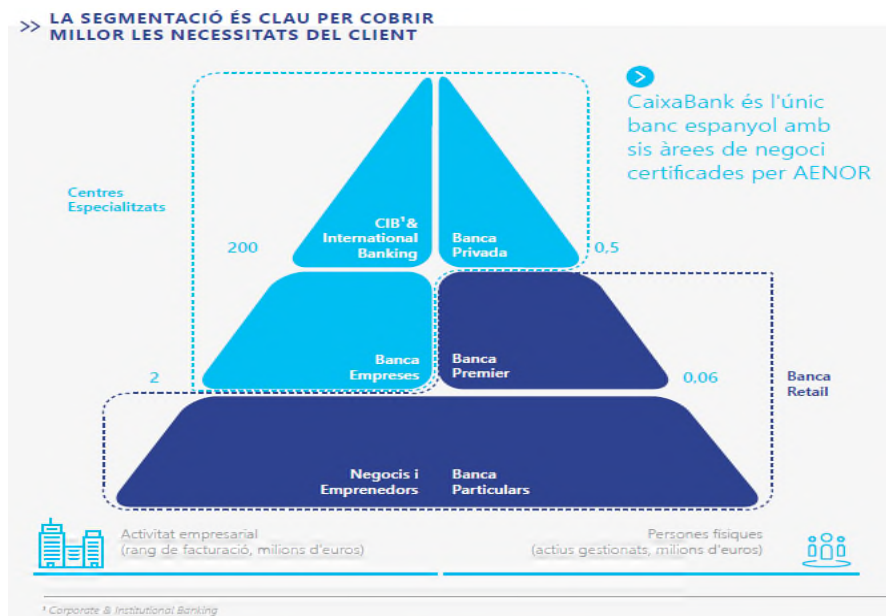 >> LA SEGMENTACIÓ ÉS CLAU PER COBRIR
MILLOR LES NECESSITATS DEL CLIENT
CaixaBank és l'únic
banc espanyol amb
sis àrees de negoci
certificades per AENOR
Centres
Especialitzats
200
CIB¹ &
International
Banking
Banca
Privada
0,5
2
Banca
Empreses
Banca
Premier
0,06
Banca
Retail
Negocis i
Emprenedors
Banca
Particulars
Activitat empresarial
(rang de facturació, milions d'euros)
Persones físiques
(actius gestionats, milions d'euros)
¹ Corporate & Institutional Banking